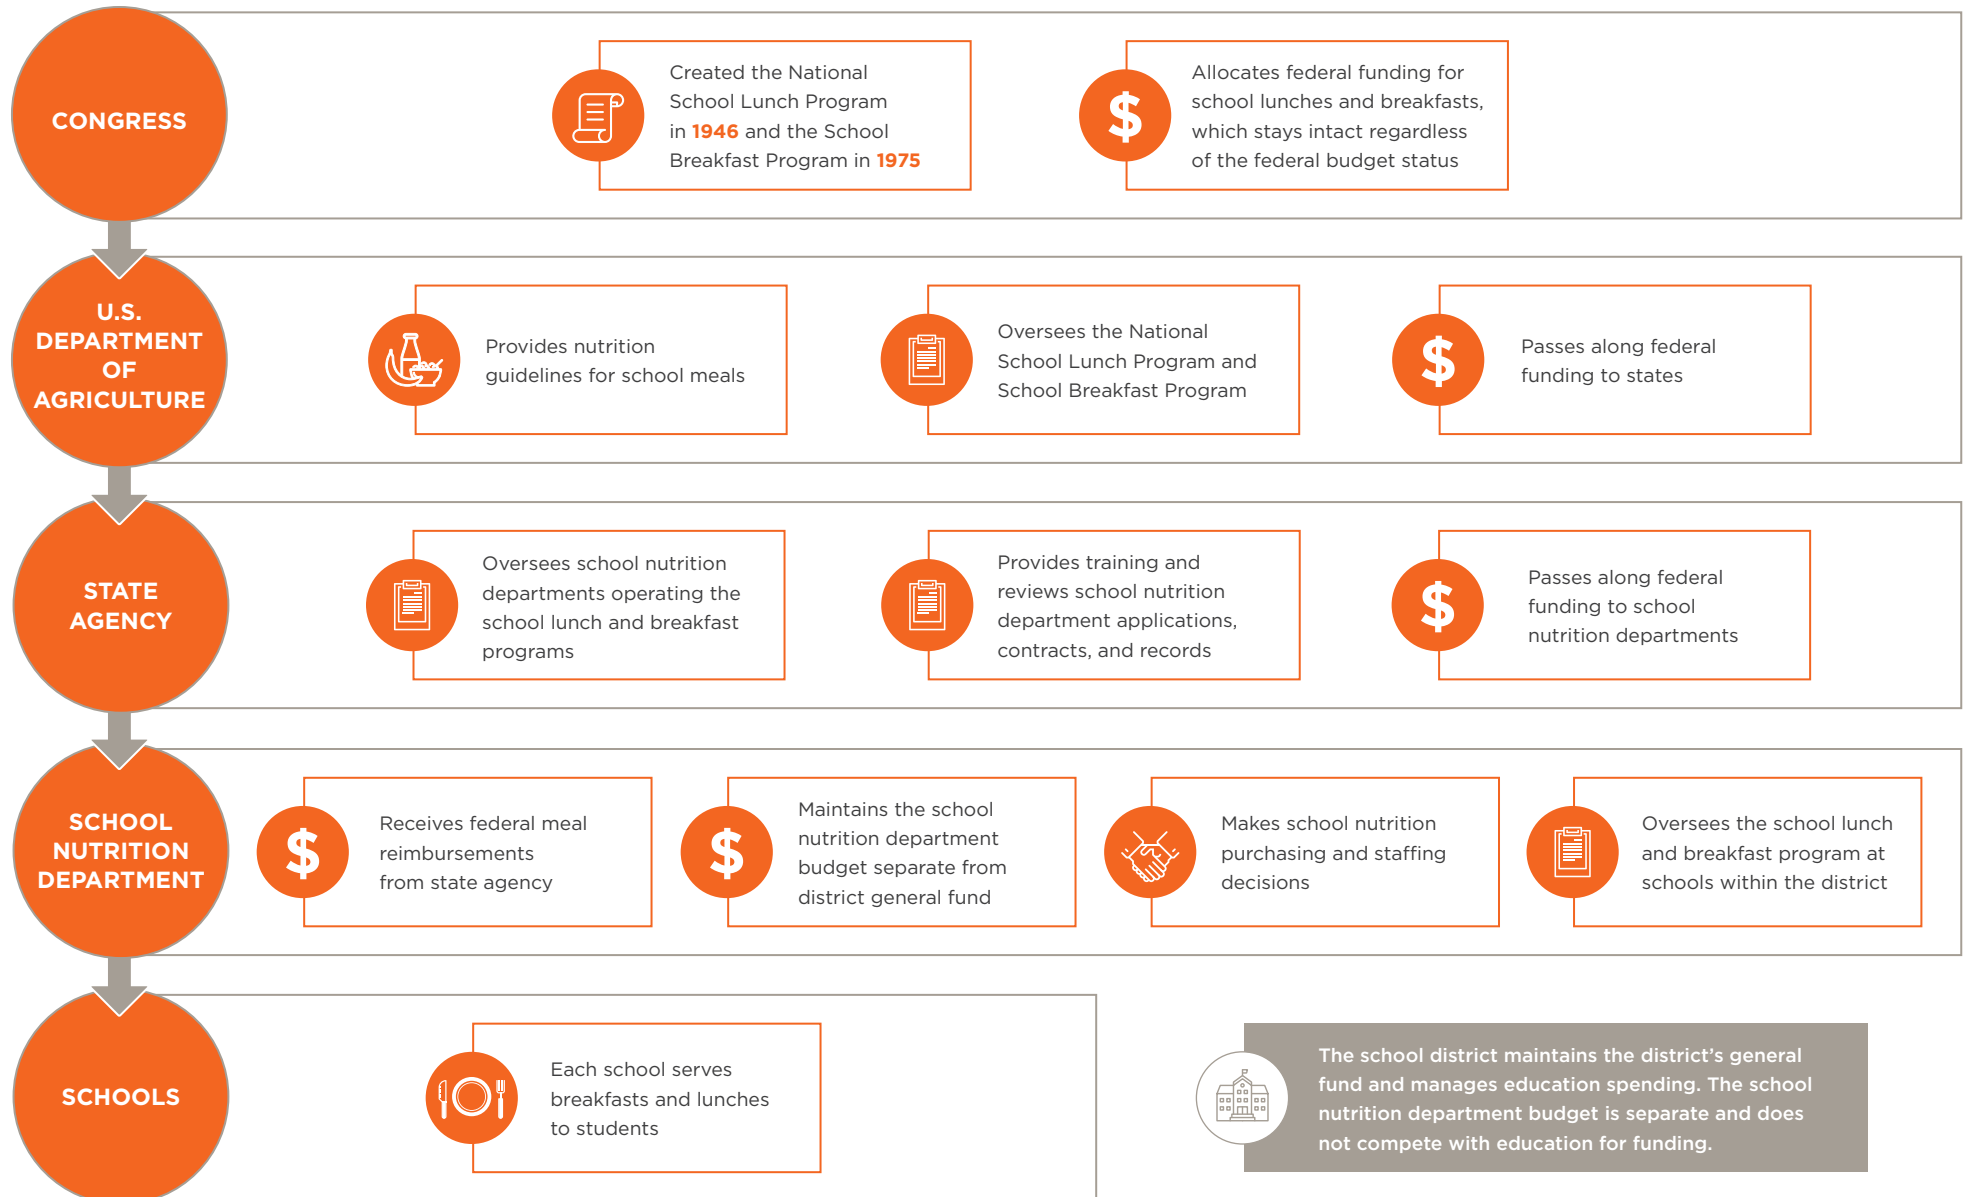 CONGRESS
Created the National
School Lunch Program
in 1946 and the School
Breakfast Program in 1975
$
Allocates federal funding for
school lunches and breakfasts,
which stays intact regardless
of the federal budget status
U.S.
DEPARTMENT
OF
AGRICULTURE
Provides nutrition
guidelines for school meals
Oversees the National
School Lunch Program and
School Breakfast Program
$
Passes along federal
funding to states
STATE
AGENCY
Oversees school nutrition
departments operating the
school lunch and breakfast
programs
Provides training and
reviews school nutrition
department applications,
contracts, and records
$
Passes along federal
funding to school
nutrition departments
SCHOOL
NUTRITION
DEPARTMENT
$
Receives federal meal
reimbursements
from state agency
$
Maintains the school
nutrition department
budget separate from
district general fund
Makes school nutrition
purchasing and staffing
decisions
Oversees the school lunch
and breakfast program at
schools within the district
SCHOOLS
Each school serves
breakfasts and lunches
to students
The school district maintains the district’s general
fund and manages education spending. The school
nutrition department budget is separate and does
not compete with education for funding.